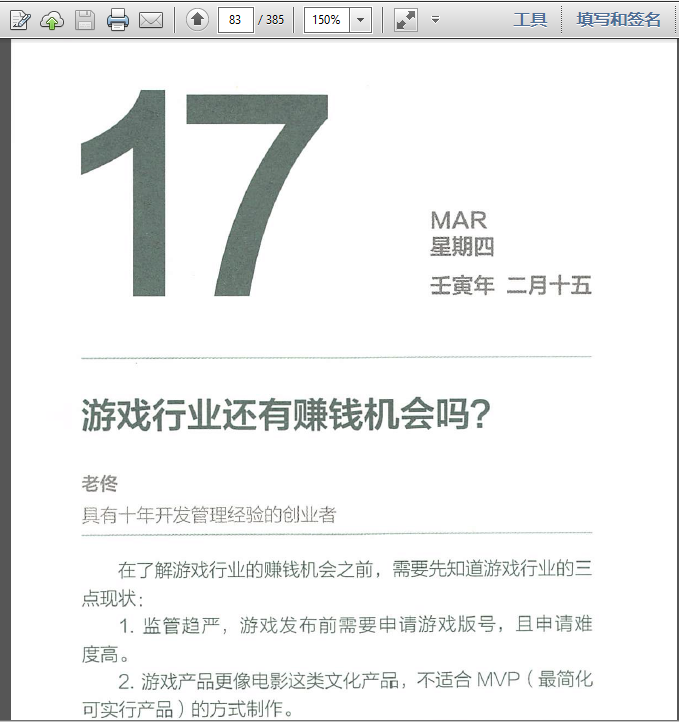 83 / 385 150% 工具 填写和签名
17
MAR
星期四
壬寅年 二月十五
游戏行业还有赚钱机会吗?
老佟
具有十年开发管理经验的创业者
在了解游戏行业的赚钱机会之前，需要先知道游戏行业的三
点现状：
1. 监管趋严，游戏发布前需要申请游戏版号，且申请难
度高。
2. 游戏产品更像电影这类文化产品，不适合 MVP（最简化
可实行产品）的方式制作。